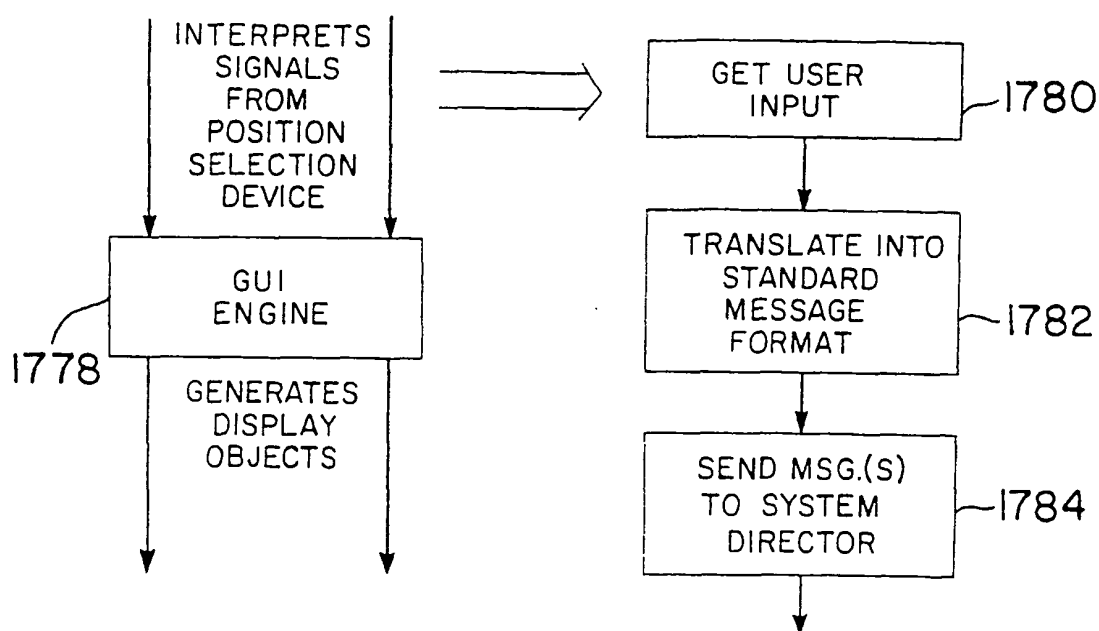 INTERPRETS
SIGNALS
FROM
POSITION
SELECTION
DEVICE
GUI
ENGINE
1778
GENERATES
DISPLAY
OBJECTS
GET USER
INPUT
1780
TRANSLATE INTO
STANDARD
MESSAGE
FORMAT
1782
SEND MSG.(S)
TO SYSTEM
DIRECTOR
1784